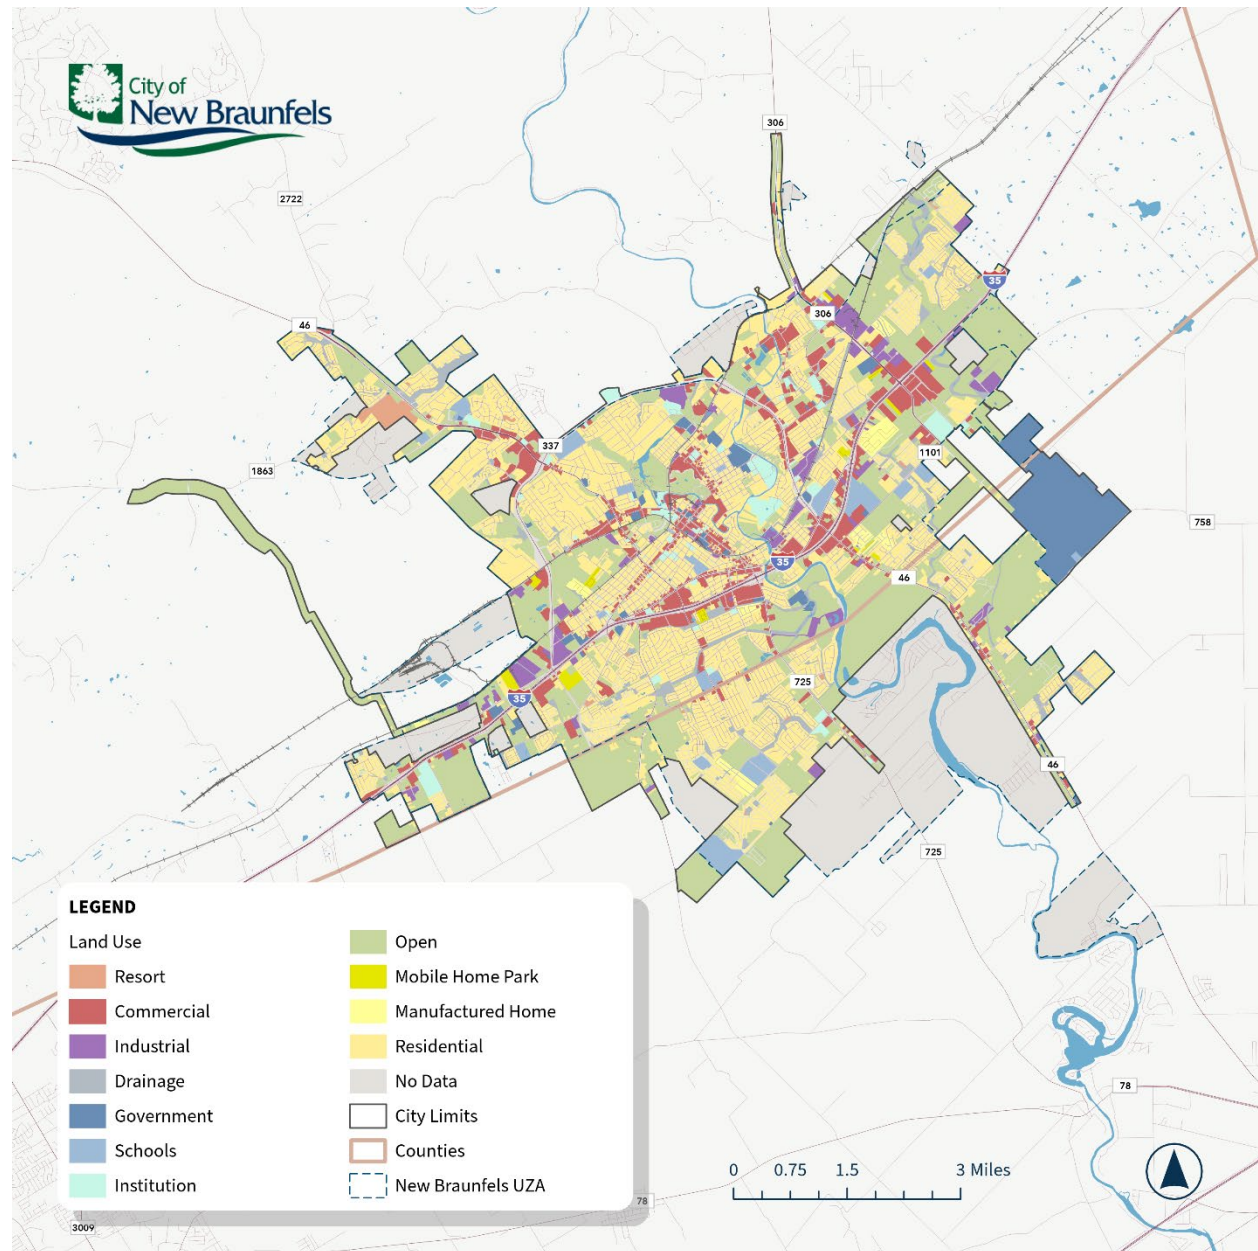 City of
New Braunfels
306
2722
35
46
306
337
1101
1863
758
35
46
725
35
46
725
LEGEND
Land Use
Resort
Commercial
Industrial
Drainage
Government
Schools
Institution
Open
Mobile Home Park
Manufactured Home
Residential
No Data
City Limits
Counties
New Braunfels UZA
78
0 0.75 1.5 3 Miles
78
3009